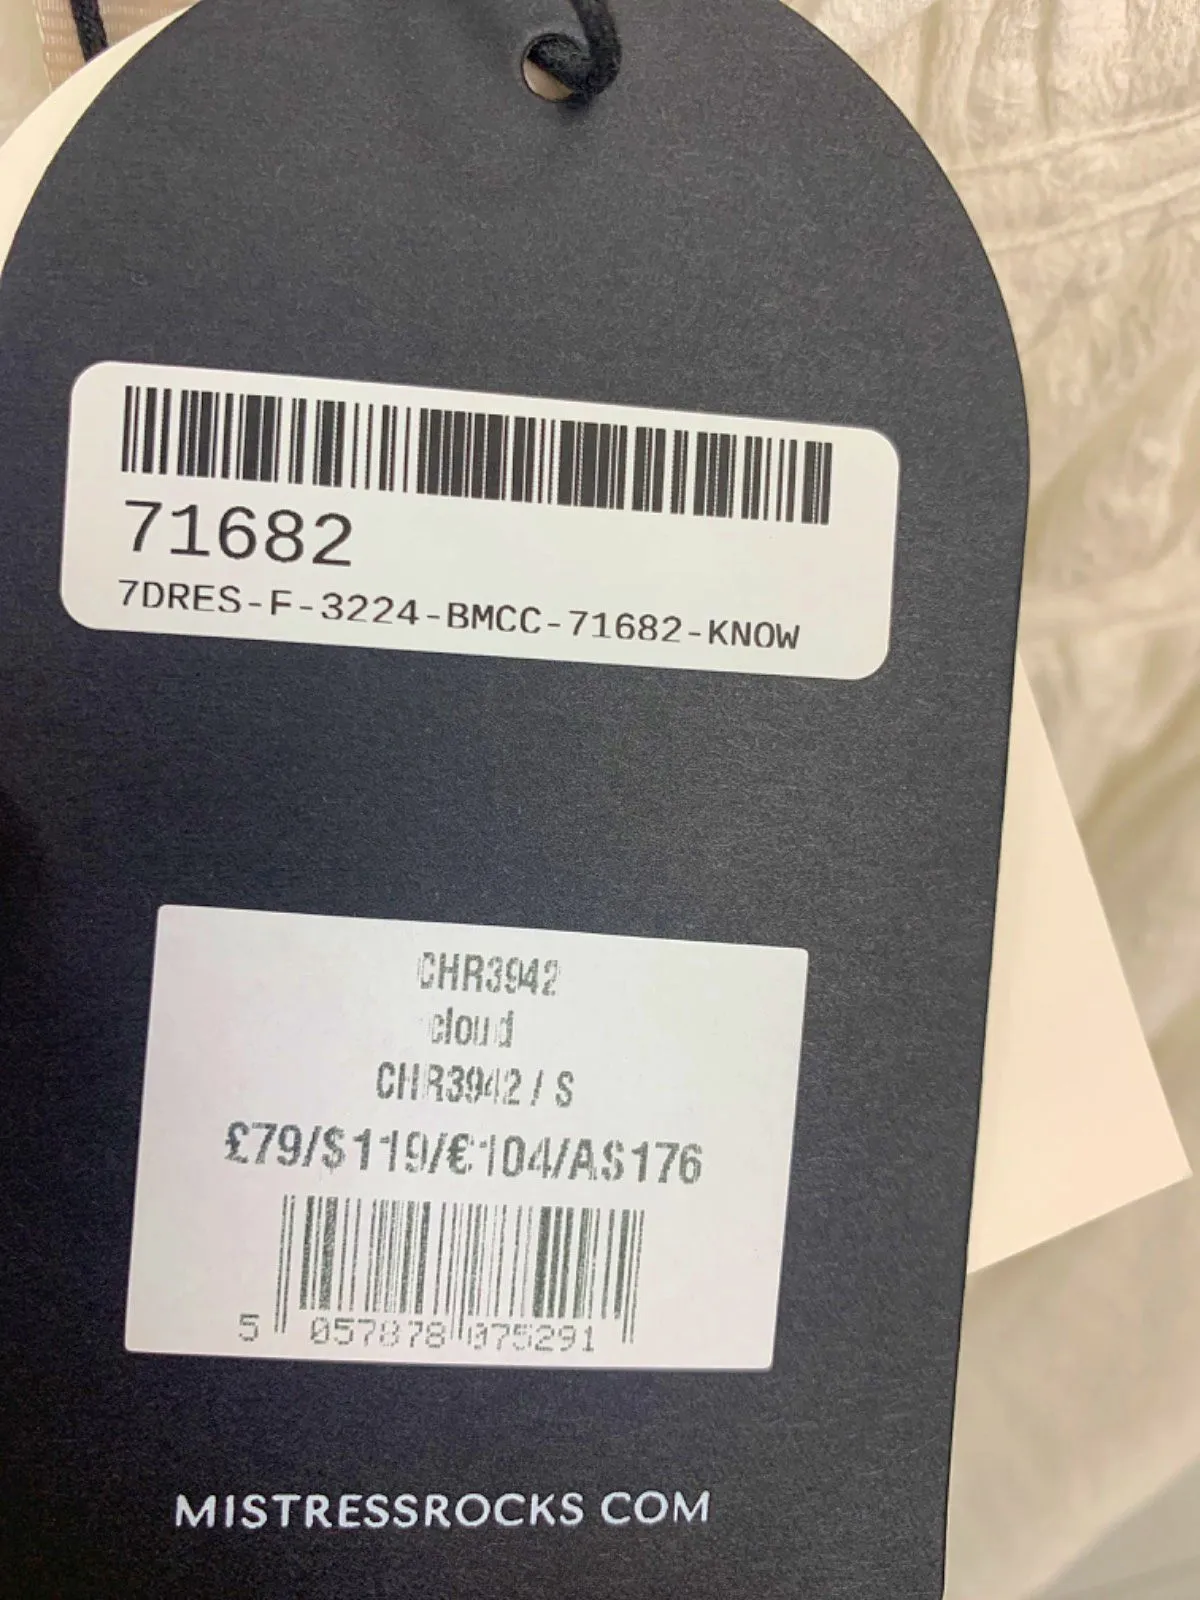 71682
7DRES-F-3224-BMCC-71682-KNOW
CHR3942
cloud
CHR3942 / S
£79/$119/€104/A$176
5 057878 075291
MISTRESSROCKS COM